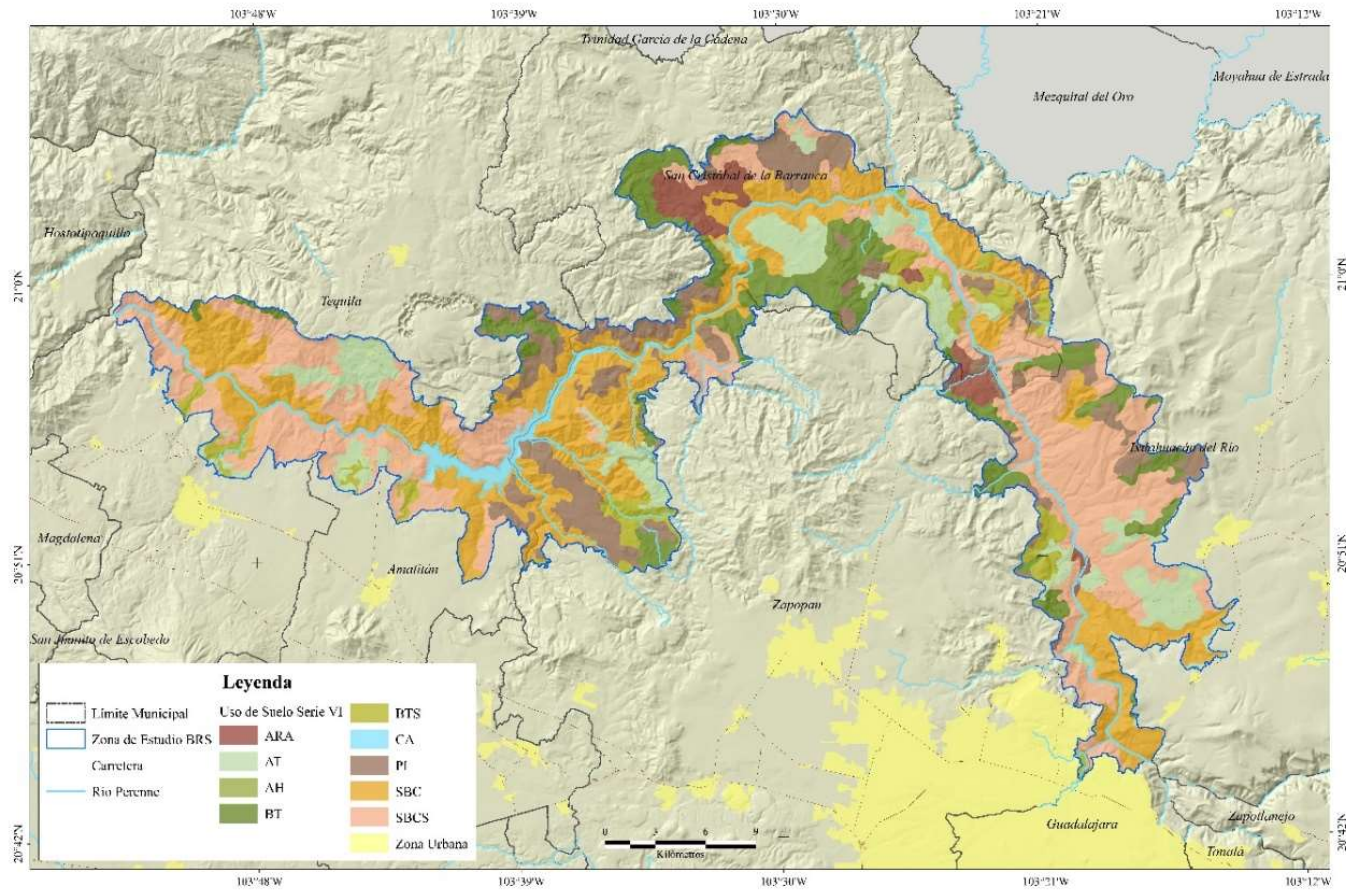 103°48'W 103°39'W 103°30'W 103°21'W 103°13'W
Trinidad García de la Cadena
Moyahua de Estrada
Mezquital del Oro
San Cristóbal de la Barranca
Hostotipaquillo
21°0'N 21°0'N
Tequila
Ixtlahuacán del Río
Magdalena
20°51'N 20°51'N
Amatitán
Zapopan
San Juanito de Escobedo
Leyenda
Límite Municipal
Zona de Estudio BRS
Carretera
Río Perenne
Uso de Suelo Serie VI
ARA
AT
AH
BT
BTS
CA
PI
SBC
SBCS
Zona Urbana
0 3 6 9
Kilómetros
Guadalajara
Zapotlanejo
Tonalá
20°42'N 20°42'N
103°48'W 103°39'W 103°30'W 103°21'W 103°12'W